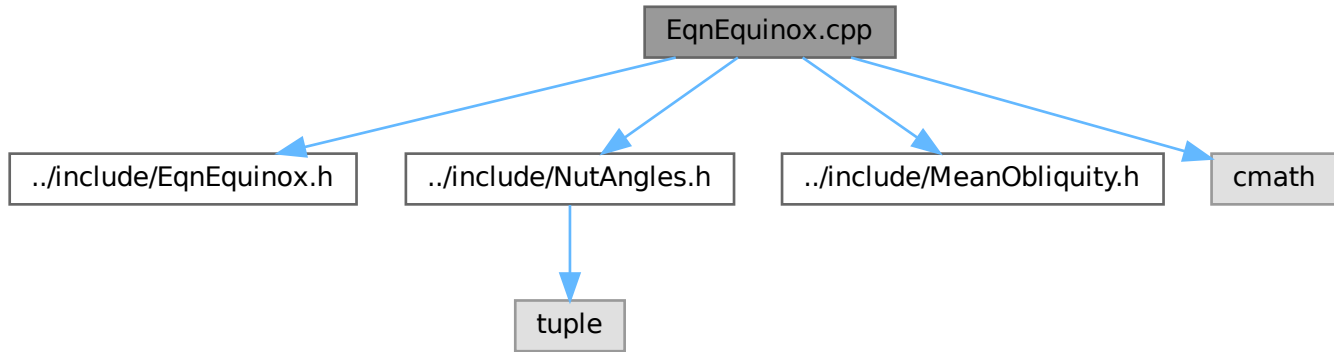 EqnEquinox.cpp
../include/EqnEquinox.h
../include/NutAngles.h
../include/MeanObliquity.h
cmath
tuple